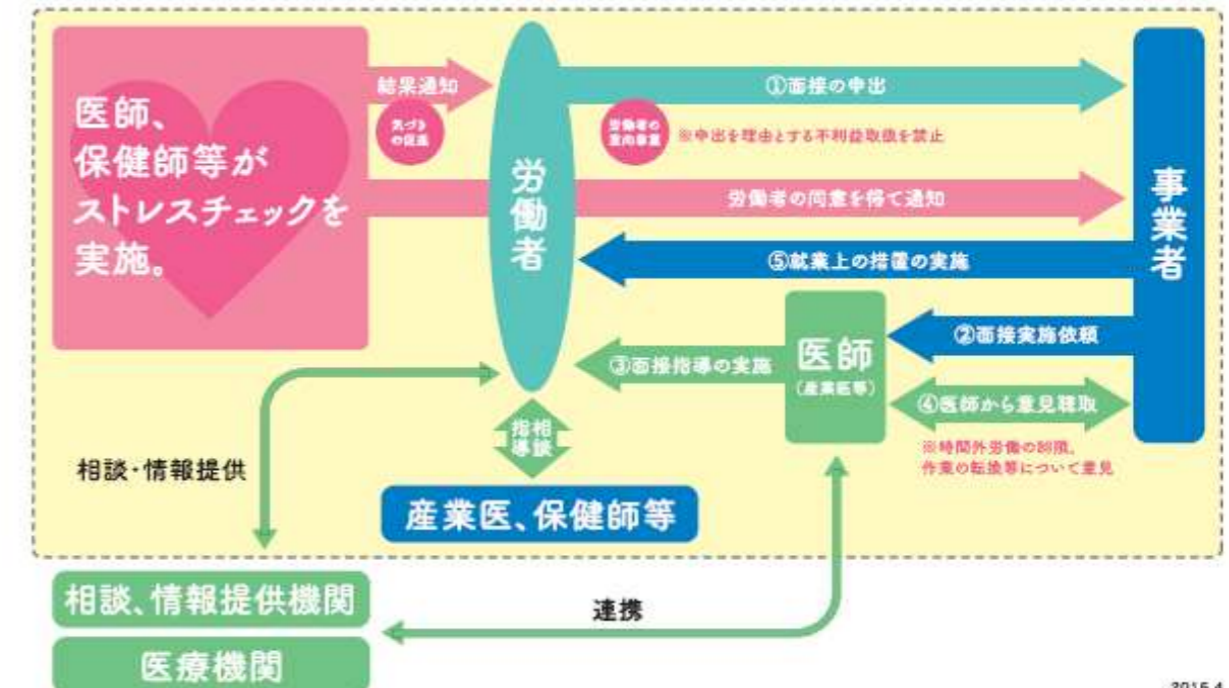 医師、
保健師等が
ストレスチェックを
実施。
結果通知
気づき
の促進
労働者
①面接の申出
労働者の
意向尊重
※申出を理由とする不利益取扱を禁止
労働者の同意を得て通知
事業者
⑤就業上の措置の実施
②面接実施依頼
医師
(産業医等)
③面接指導の実施
④医師から意見聴取
※時間外労働の制限、
作業の転換等について意見
相談
指導
産業医、保健師等
相談・情報提供
相談、情報提供機関
医療機関
連携
2015.4